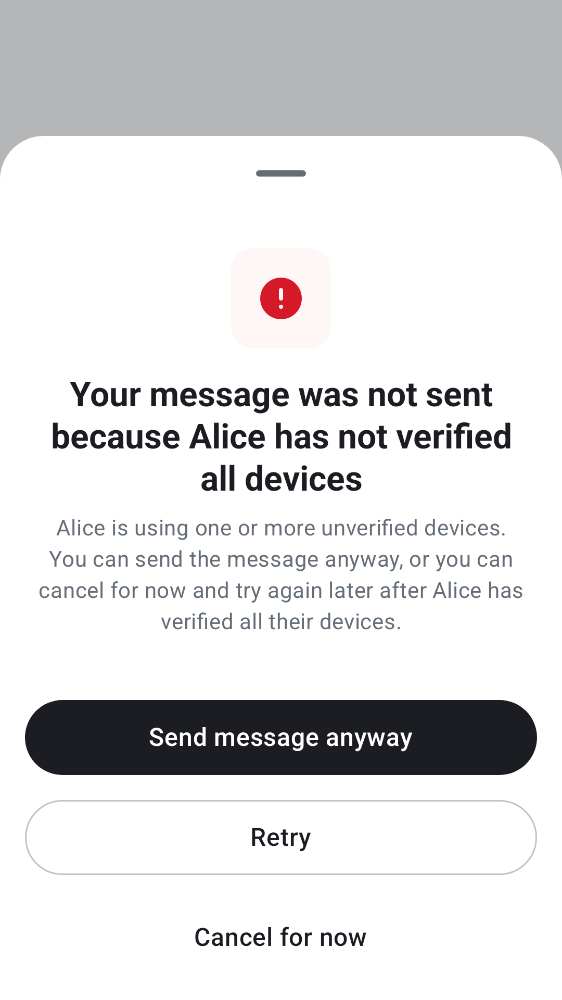 Your message was not sent
because Alice has not verified
all devices
Alice is using one or more unverified devices.
You can send the message anyway, or you can
cancel for now and try again later after Alice has
verified all their devices.
Send message anyway
Retry
Cancel for now